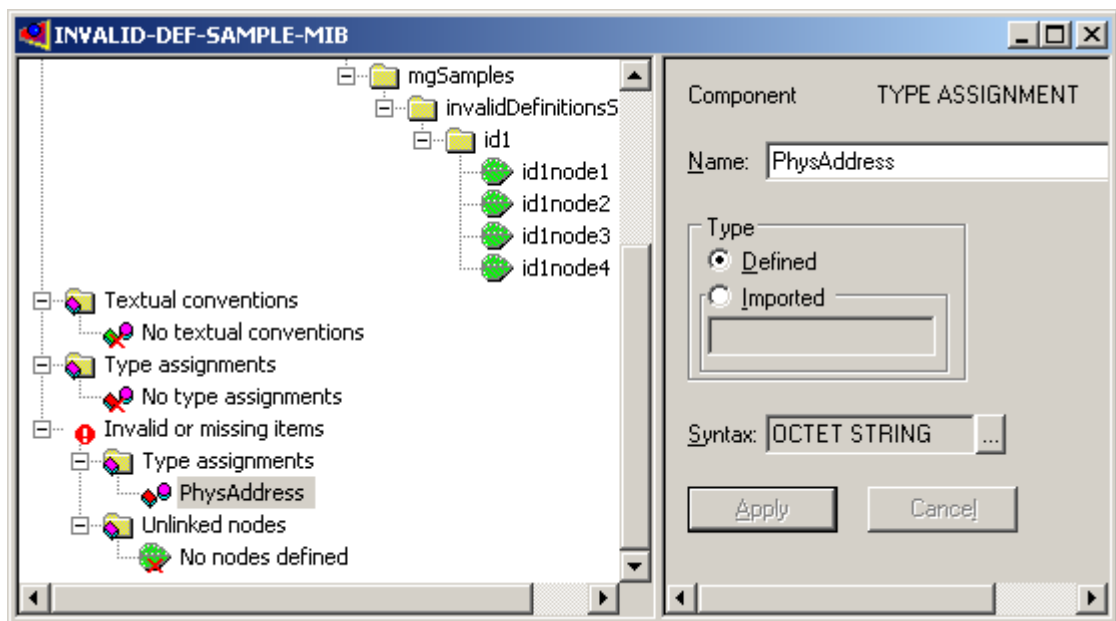 INVALID-DEF-SAMPLE-MIB
mgSamples
invalidDefinitionsS
id1
id1node1
id1node2
id1node3
id1node4
Textual conventions
No textual conventions
Type assignments
No type assignments
Invalid or missing items
Type assignments
PhysAddress
Unlinked nodes
No nodes defined
Component TYPE ASSIGNMENT
Name: PhysAddress
Type
Defined
Imported
Syntax: OCTET STRING ...
Apply Cancel